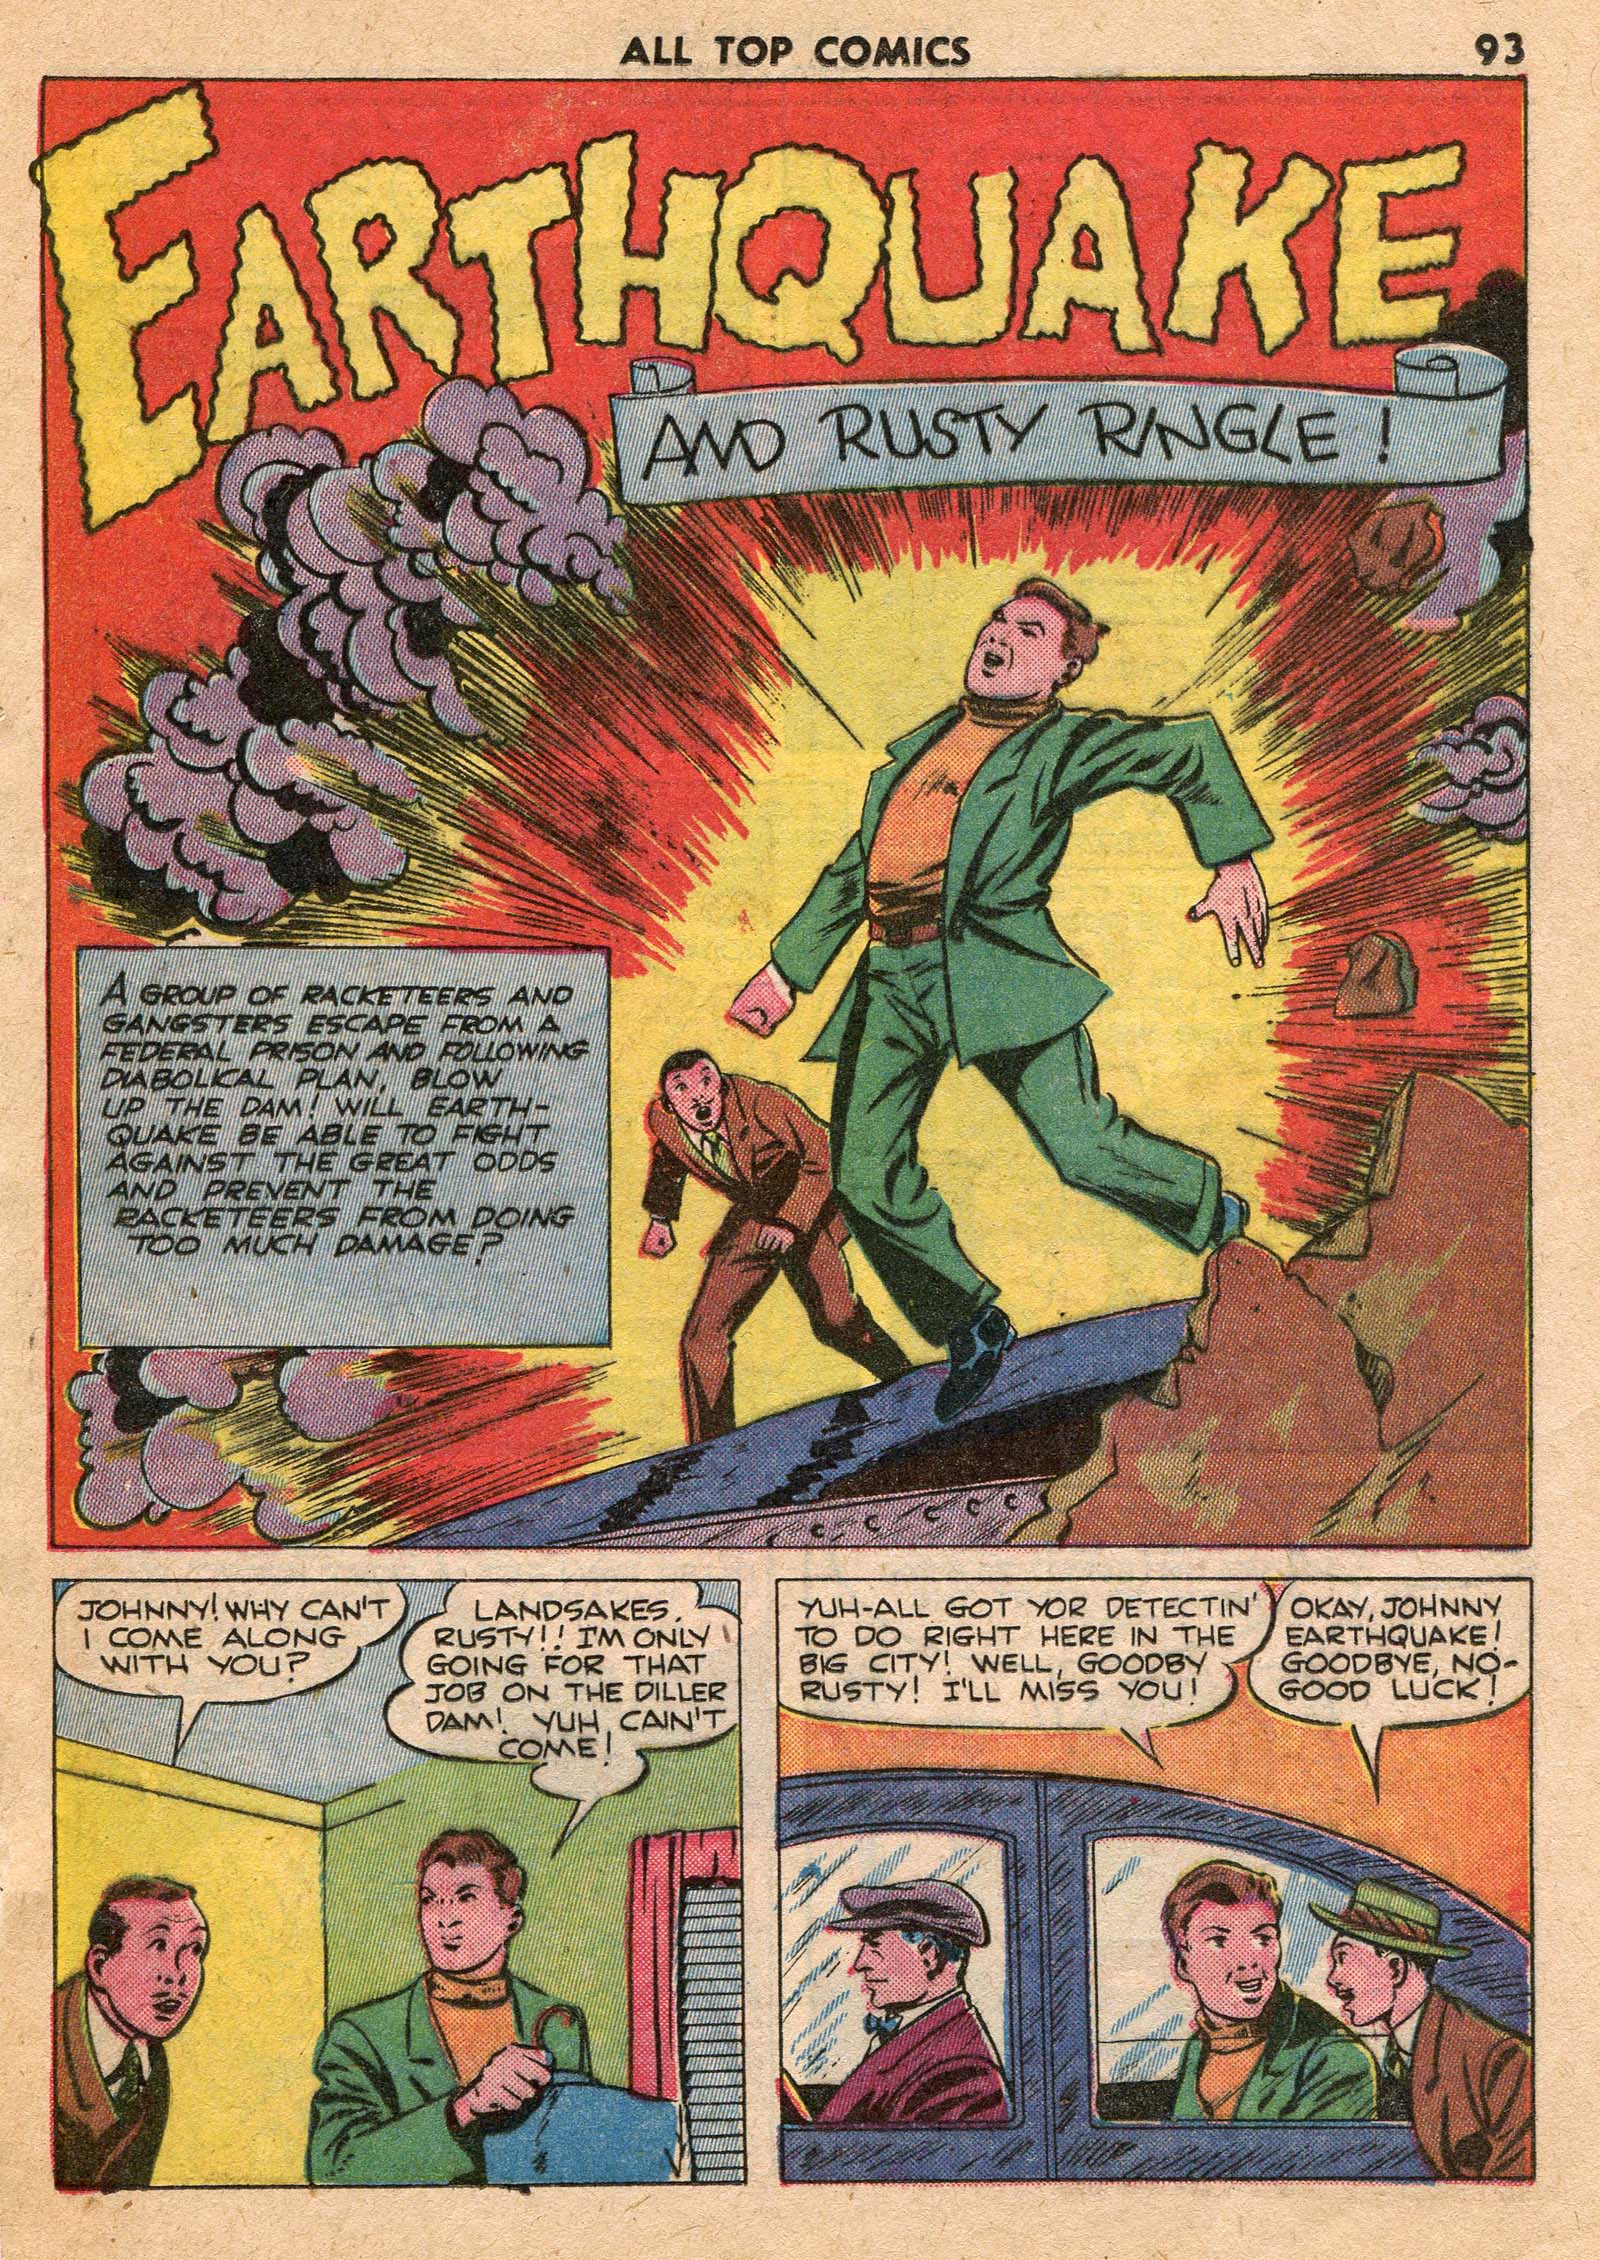 ALL TOP COMICS
93
EARTHQUAKE
AND RUSTY RINGLE!
A GROUP OF RACKETEERS AND
GANGSTERS ESCAPE FROM A
FEDERAL PRISON AND FOLLOWING
DIABOLICAL PLAN, BLOW
UP THE DAM! WILL EARTH-
QUAKE BE ABLE TO FIGHT
AGAINST THE GREAT ODDS
AND PREVENT THE
RACKETEERS FROM DOING
TOO MUCH DAMAGE?
JOHNNY! WHY CAN'T
I COME ALONG
WITH YOU?
LANDSAKES,
RUSTY!! I'M ONLY
GOING FOR THAT
JOB ON THE DILLER
DAM! YUH CAIN'T
COME!
YUH-ALL GOT YOR DETECTIN'
TO DO RIGHT HERE IN THE
BIG CITY! WELL, GOODBY
RUSTY! I'LL MISS YOU!
OKAY, JOHNNY
EARTHQUAKE!
GOODBYE, NO-
GOOD LUCK!